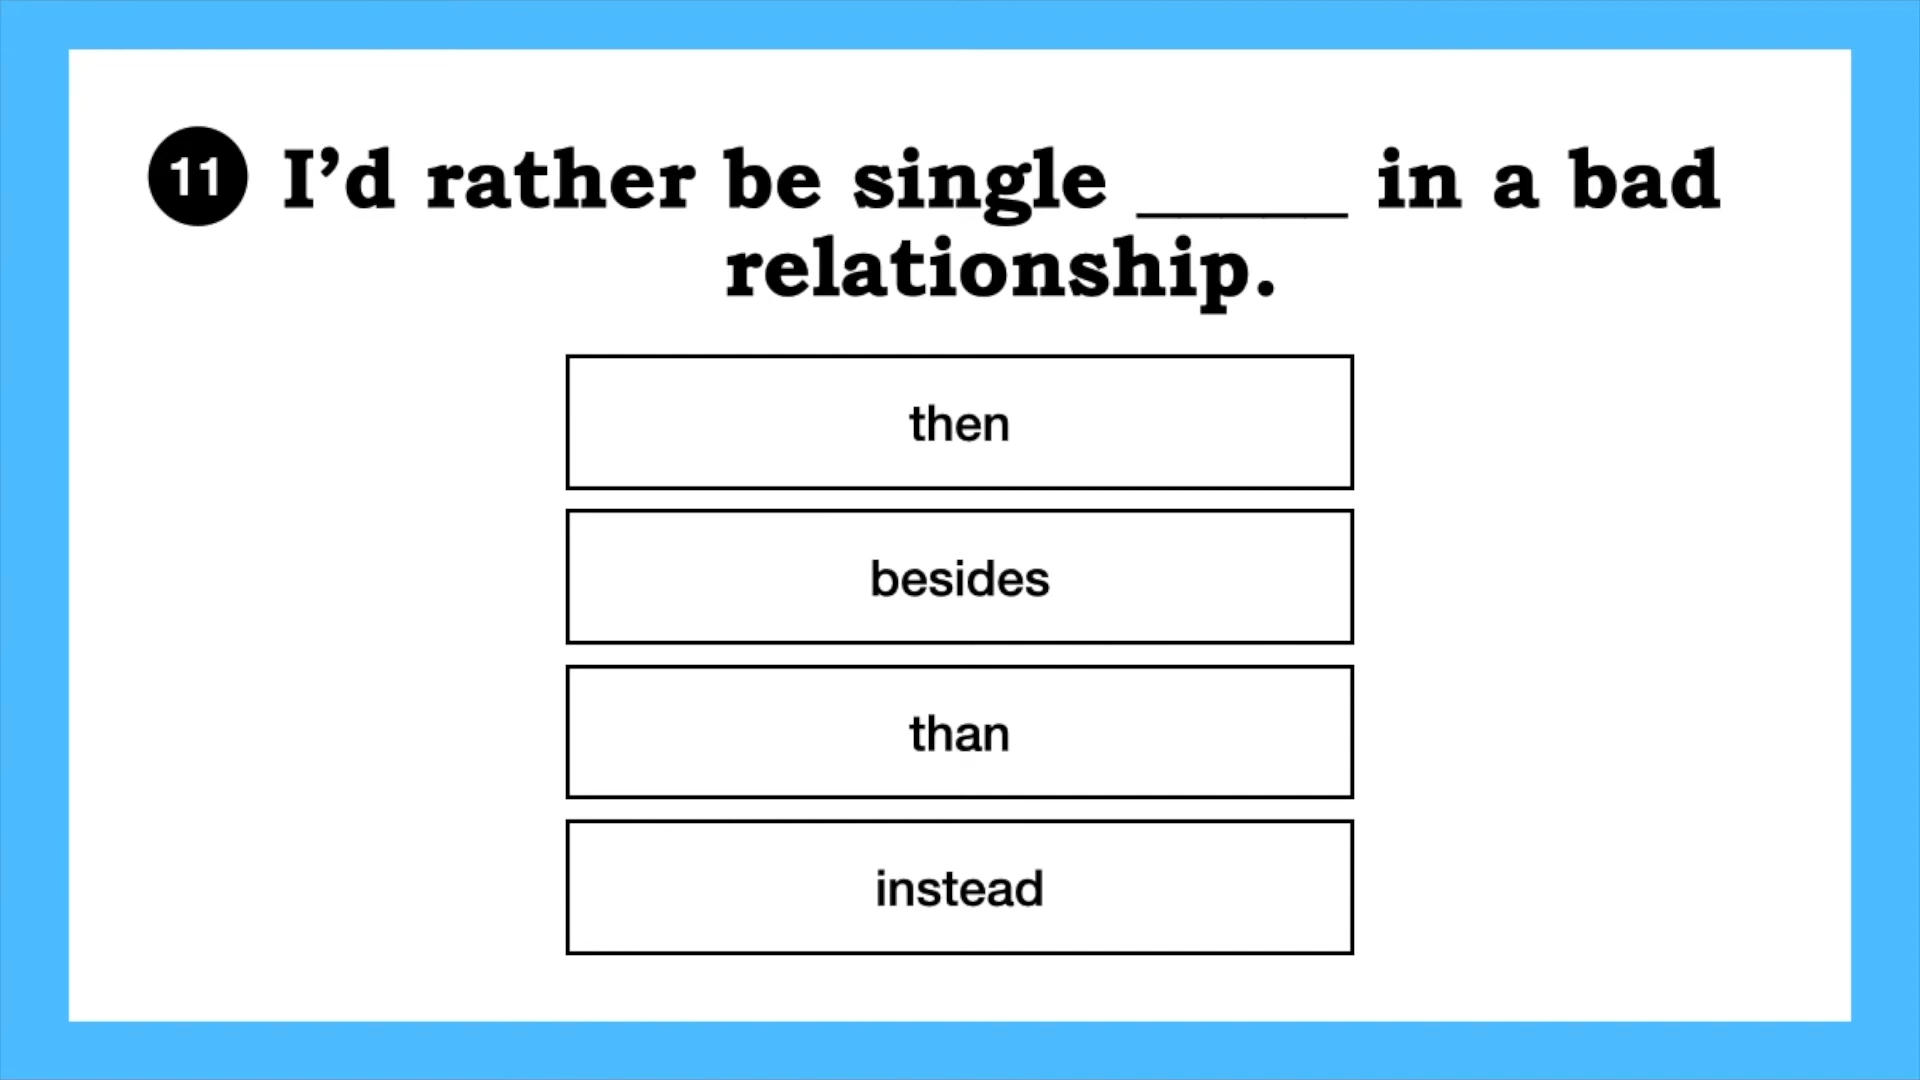 11 I’d rather be single _____ in a bad
relationship.
then
besides
than
instead